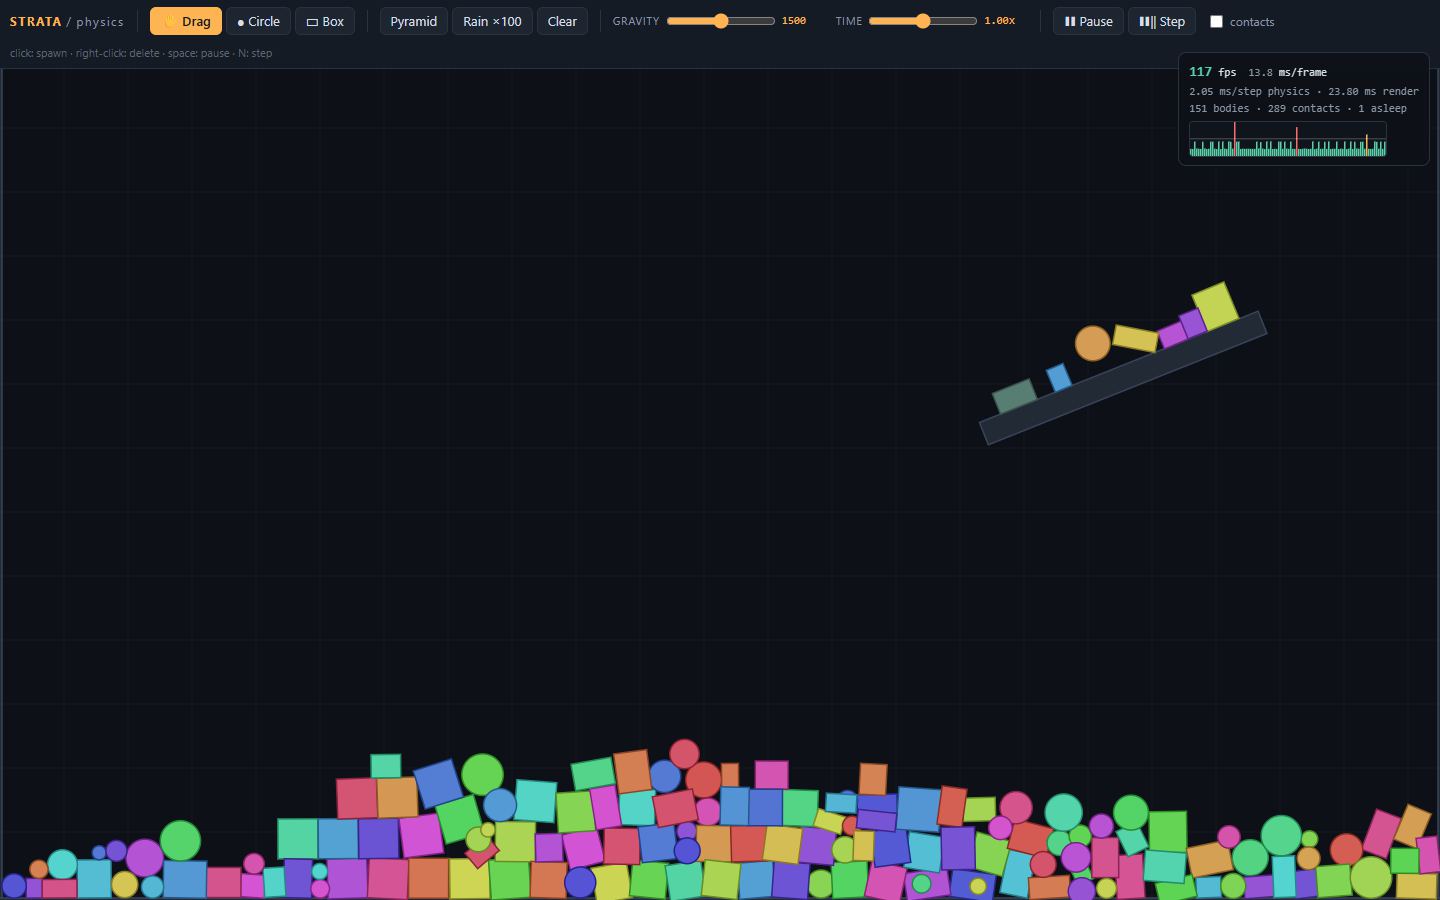 STRATA / physics Drag Circle Box Pyramid Rain ×100 Clear GRAVITY 1500 TIME 1.00x Pause Step contacts
click: spawn · right-click: delete · space: pause · N: step
117 fps 13.8 ms/frame
2.05 ms/step physics · 23.80 ms render
151 bodies · 289 contacts · 1 asleep